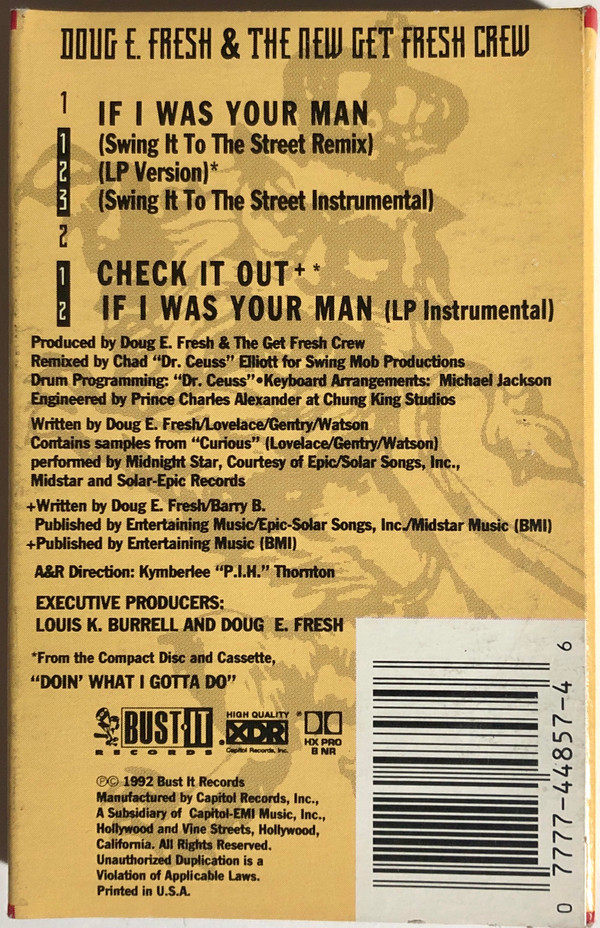 DOUG E. FRESH & THE NEW GET FRESH CREW
1
IF I WAS YOUR MAN
1 (Swing It To The Street Remix)
2 (LP Version)*
3 (Swing It To The Street Instrumental)
2
1 CHECK IT OUT+*
2 IF I WAS YOUR MAN (LP Instrumental)
Produced by Doug E. Fresh & The Get Fresh Crew
Remixed by Chad "Dr. Ceuss" Elliott for Swing Mob Productions
Drum Programming: "Dr. Ceuss"•Keyboard Arrangements: Michael Jackson
Engineered by Prince Charles Alexander at Chung King Studios
Written by Doug E. Fresh/Lovelace/Gentry/Watson
Contains samples from "Curious" (Lovelace/Gentry/Watson)
performed by Midnight Star, Courtesy of Epic/Solar Songs, Inc.,
Midstar and Solar-Epic Records
+Written by Doug E. Fresh/Barry B.
Published by Entertaining Music/Epic-Solar Songs, Inc./Midstar Music (BMI)
+Published by Entertaining Music (BMI)
A&R Direction: Kymberlee "P.I.H." Thornton
EXECUTIVE PRODUCERS:
LOUIS K. BURRELL AND DOUG E. FRESH
*From the Compact Disc and Cassette,
"DOIN' WHAT I GOTTA DO"
BUST IT
RECORDS
HIGH QUALITY
XDR
Capitol Records, Inc.
HX PRO
B NR
℗© 1992 Bust It Records
Manufactured by Capitol Records, Inc.,
A Subsidiary of Capitol-EMI Music, Inc.,
Hollywood and Vine Streets, Hollywood,
California. All Rights Reserved.
Unauthorized Duplication is a
Violation of Applicable Laws.
Printed in U.S.A.
0 7777-44857-4 6